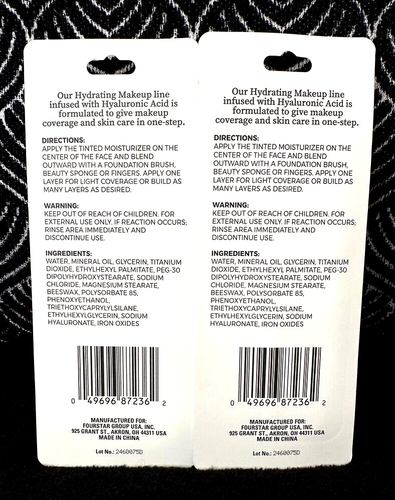 Our Hydrating Makeup line
infused with Hyaluronic Acid is
formulated to give makeup
coverage and skin care in one-step.
DIRECTIONS:
APPLY THE TINTED MOISTURIZER ON THE
CENTER OF THE FACE AND BLEND
OUTWARD WITH A FOUNDATION BRUSH,
BEAUTY SPONGE OR FINGERS. APPLY ONE
LAYER FOR LIGHT COVERAGE OR BUILD AS
MANY LAYERS AS DESIRED.
WARNING:
KEEP OUT OF REACH OF CHILDREN. FOR
EXTERNAL USE ONLY. IF REACTION OCCURS;
RINSE AREA IMMEDIATELY AND
DISCONTINUE USE.
INGREDIENTS:
WATER, MINERAL OIL, GLYCERIN, TITANIUM
DIOXIDE, ETHYLHEXYL PALMITATE, PEG-30
DIPOLYHYDROXYSTEARATE, SODIUM
CHLORIDE, MAGNESIUM STEARATE,
BEESWAX, POLYSORBATE 85,
PHENOXYETHANOL,
TRIETHOXYCAPRYLYLSILANE,
ETHYLHEXYLGLYCERIN, SODIUM
HYALURONATE, IRON OXIDES
0 49696 87236 2
MANUFACTURED FOR:
FOURSTAR GROUP USA, INC.
925 GRANT ST., AKRON, OH 44311 USA
MADE IN CHINA
Lot No.: 2460075D
Our Hydrating Makeup line
infused with Hyaluronic Acid is
formulated to give makeup
coverage and skin care in one-step.
DIRECTIONS:
APPLY THE TINTED MOISTURIZER ON THE
CENTER OF THE FACE AND BLEND
OUTWARD WITH A FOUNDATION BRUSH,
BEAUTY SPONGE OR FINGERS. APPLY ONE
LAYER FOR LIGHT COVERAGE OR BUILD AS
MANY LAYERS AS DESIRED.
WARNING:
KEEP OUT OF REACH OF CHILDREN. FOR
EXTERNAL USE ONLY. IF REACTION OCCURS;
RINSE AREA IMMEDIATELY AND
DISCONTINUE USE.
INGREDIENTS:
WATER, MINERAL OIL, GLYCERIN, TITANIUM
DIOXIDE, ETHYLHEXYL PALMITATE, PEG-30
DIPOLYHYDROXYSTEARATE, SODIUM
CHLORIDE, MAGNESIUM STEARATE,
BEESWAX, POLYSORBATE 85,
PHENOXYETHANOL,
TRIETHOXYCAPRYLYLSILANE,
ETHYLHEXYLGLYCERIN, SODIUM
HYALURONATE, IRON OXIDES
0 49696 87236 2
MANUFACTURED FOR:
FOURSTAR GROUP USA, INC.
925 GRANT ST., AKRON, OH 44311 USA
MADE IN CHINA
Lot No.: 2460075D